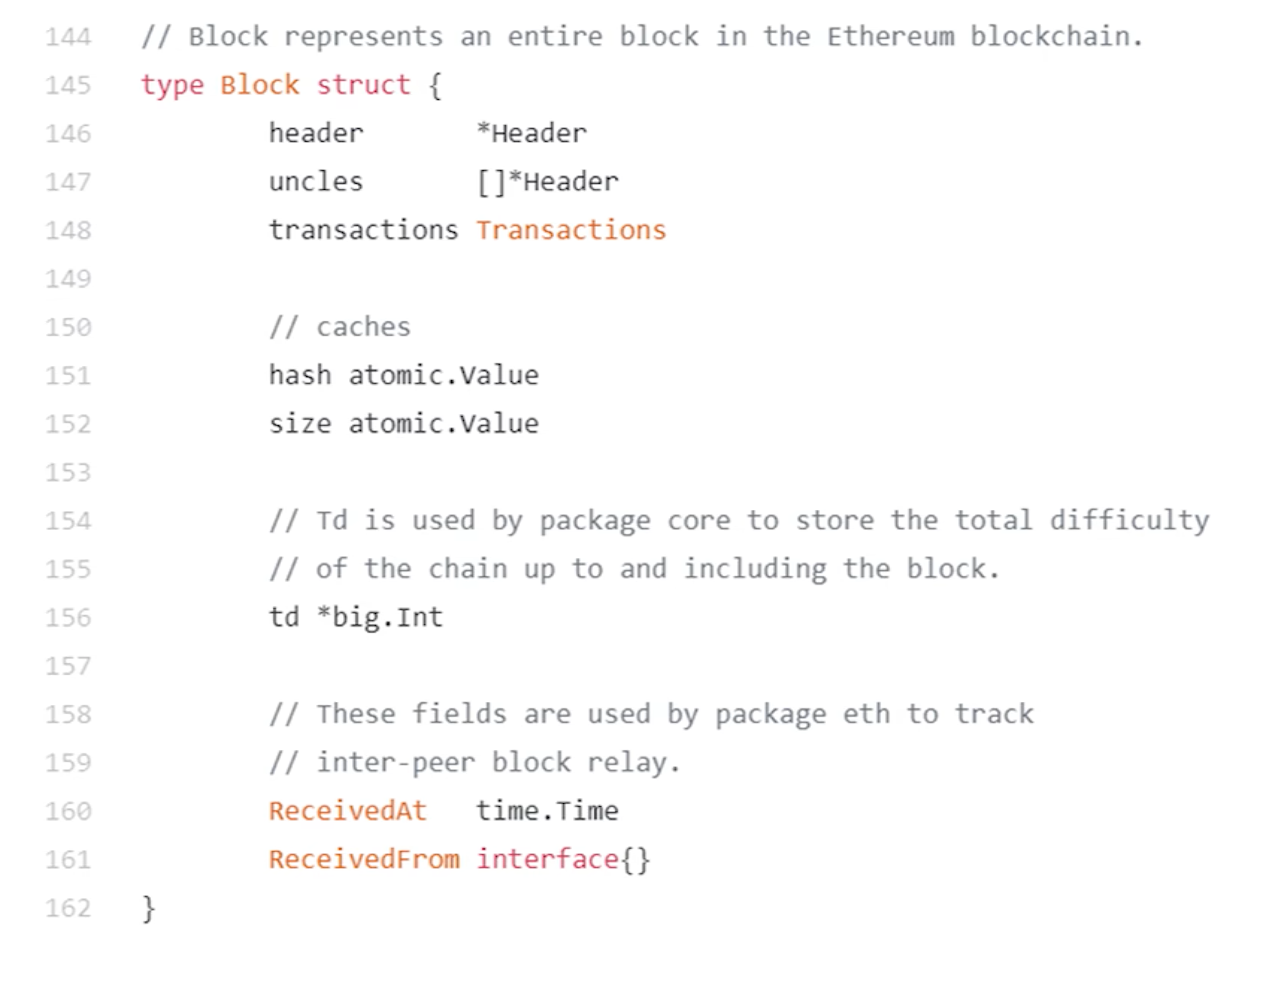 144 // Block represents an entire block in the Ethereum blockchain.
145 type Block struct {
146 header *Header
147 uncles []*Header
148 transactions Transactions
149
150 // caches
151 hash atomic.Value
152 size atomic.Value
153
154 // Td is used by package core to store the total difficulty
155 // of the chain up to and including the block.
156 td *big.Int
157
158 // These fields are used by package eth to track
159 // inter-peer block relay.
160 ReceivedAt time.Time
161 ReceivedFrom interface{}
162 }